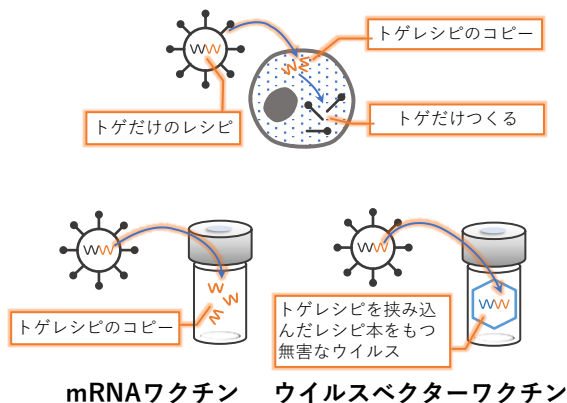 トゲレシピのコピー
トゲだけのレシピ
トゲだけつくる
トゲレシピのコピー
トゲレシピを挟み込
んだレシピ本をもつ
無害なウイルス
mRNAワクチン
ウイルスベクターワクチン